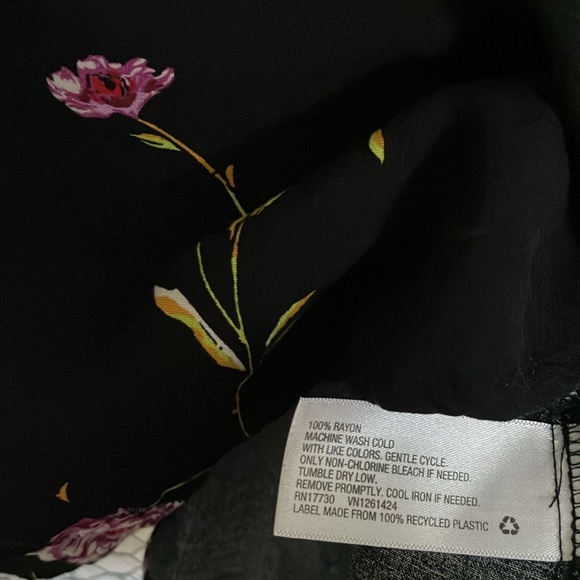 100% RAYON
MACHINE WASH COLD
WITH LIKE COLORS. GENTLE CYCLE.
ONLY NON-CHLORINE BLEACH IF NEEDED.
TUMBLE DRY LOW.
REMOVE PROMPTLY. COOL IRON IF NEEDED.
RN17730 VN1261424
LABEL MADE FROM 100% RECYCLED PLASTIC